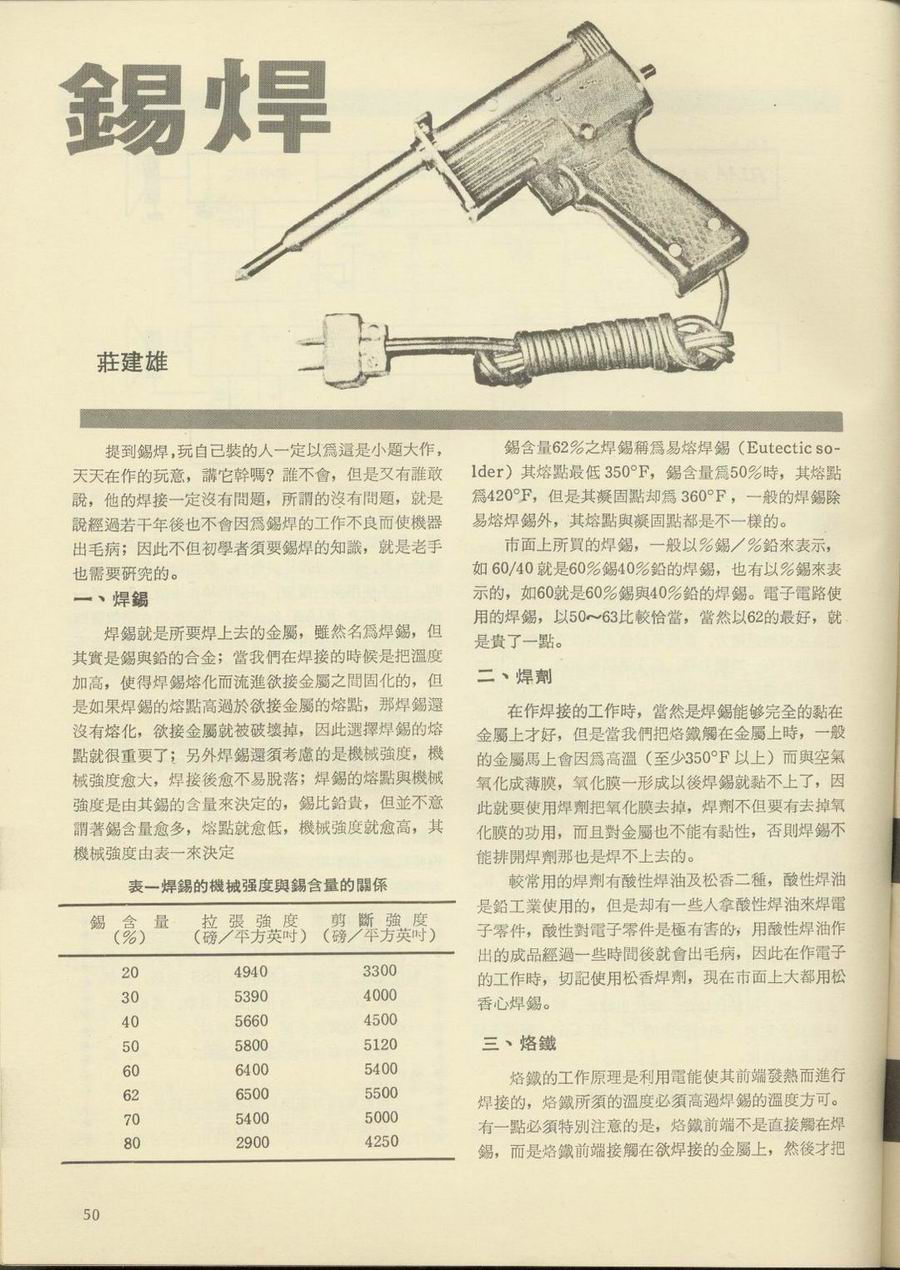 錫焊
莊建雄
提到錫焊,玩自己裝的人一定以爲這是小題大作,
天天在作的玩意,講它幹嗎?誰不會,但是又有誰敢
說,他的焊接一定沒有問題,所謂的沒有問題,就是
說經過若干年後也不會因爲錫焊的工作不良而使機器
出毛病;因此不但初學者須要錫焊的知識,就是老手
也需要研究的。
一、焊錫
焊錫就是所要焊上去的金屬,雖然名爲焊錫,但
其實是錫與鉛的合金;當我們在焊接的時候是把溫度
加高,使得焊錫熔化而流進欲接金屬之間固化的,但
是如果焊錫的熔點高過於欲接金屬的熔點,那焊錫還
沒有熔化,欲接金屬就被破壞掉,因此選擇焊錫的熔
點就很重要了;另外焊錫還須考慮的是機械強度,機
械強度愈大,焊接後愈不易脫落;焊錫的熔點與機械
強度是由其錫的含量來決定的,錫比鉛貴,但並不意
謂著錫含量愈多,熔點就愈低,機械強度就愈高,其
機械強度由表一來決定
表一焊錫的機械强度與錫含量的關係
錫含量 拉張強度 剪斷強度
(%) (磅/平方英吋) (磅/平方英吋)
20 4940 3300
30 5390 4000
40 5660 4500
50 5800 5120
60 6400 5400
62 6500 5500
70 5400 5000
80 2900 4250
錫含量62%之焊錫稱爲易熔焊錫(Eutectic so-
lder)其熔點最低350°F,錫含量爲50%時,其熔點
爲420°F,但是其凝固點却爲360°F,一般的焊錫除
易熔焊錫外,其熔點與凝固點都是不一樣的。
市面上所買的焊錫,一般以%錫/%鉛來表示,
如60/40就是60%錫40%鉛的焊錫,也有以%錫來表
示的,如60就是60%錫與40%鉛的焊錫。電子電路使
用的焊錫,以50~63比較恰當,當然以62的最好,就
是貴了一點。
二、焊劑
在作焊接的工作時,當然是焊錫能够完全的黏在
金屬上才好,但是當我們把烙鐵觸在金屬上時,一般
的金屬馬上會因爲高溫(至少350°F以上)而與空氣
氧化成薄膜,氧化膜一形成以後焊錫就黏不上了,因
此就要使用焊劑把氧化膜去掉,焊劑不但要有去掉氧
化膜的功用,而且對金屬也不能有黏性,否則焊錫不
能排開焊劑那也是焊不上去的。
較常用的焊劑有酸性焊油及松香二種,酸性焊油
是鉛工業使用的,但是却有一些人拿酸性焊油來焊電
子零件,酸性對電子零件是極有害的,用酸性焊油作
出的成品經過一些時間後就會出毛病,因此在作電子
的工作時,切記使用松香焊劑,現在市面上大都用松
香心焊錫。
三、烙鐵
烙鐵的工作原理是利用電能使其前端發熱而進行
焊接的,烙鐵所須的溫度必須高過焊錫的溫度方可。
有一點必須特別注意的是,烙鐵前端不是直接觸在焊
錫,而是烙鐵前端接觸在欲焊接的金屬上,然後才把
50